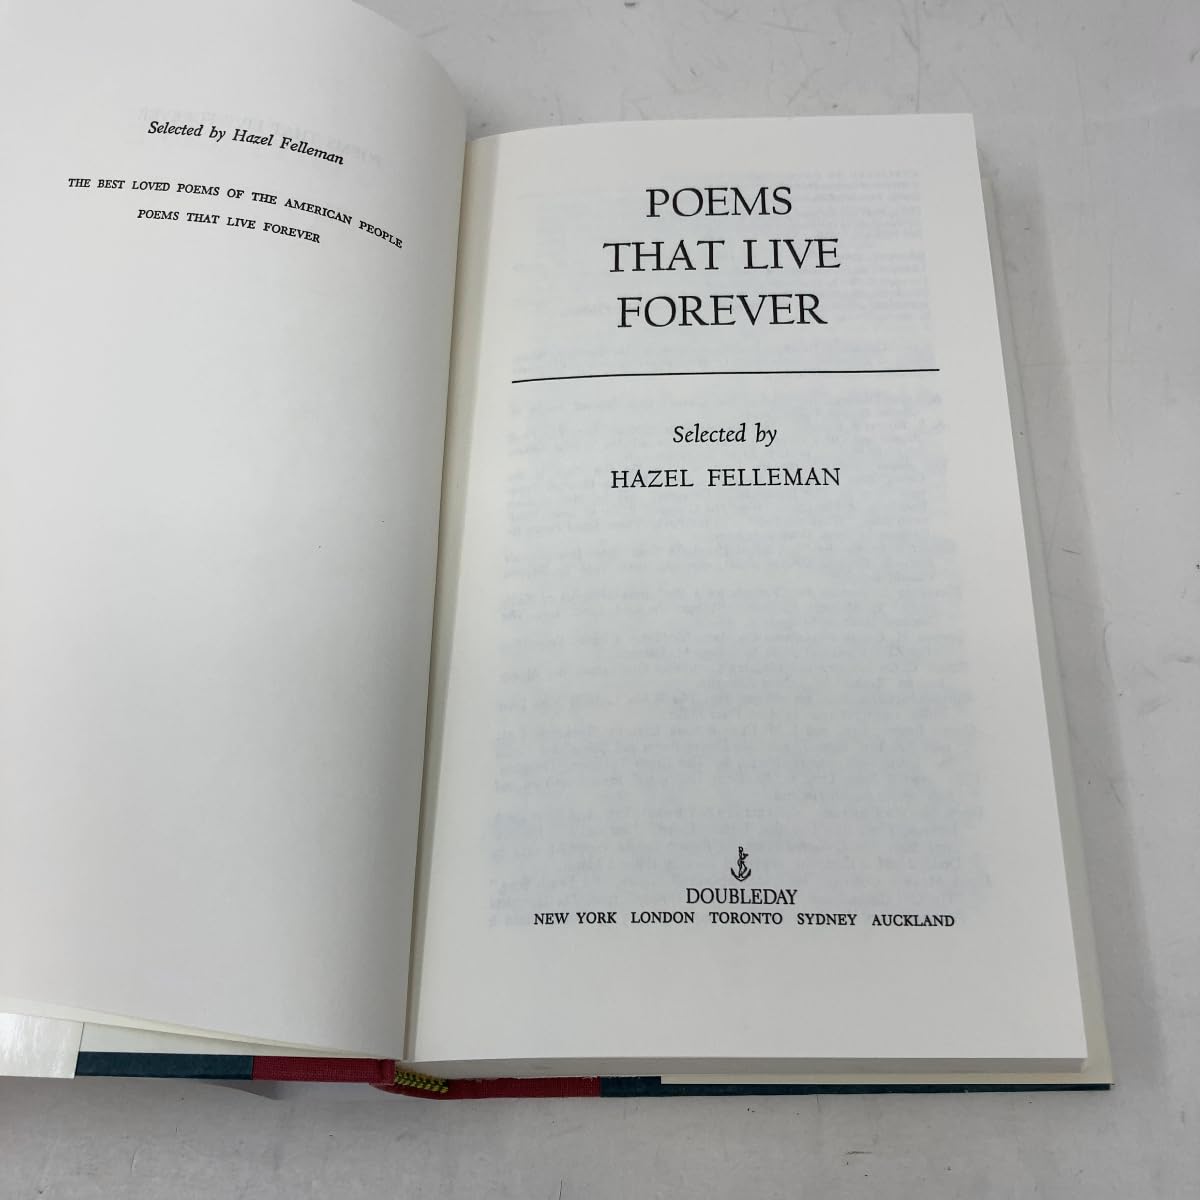 Selected by Hazel Felleman
THE BEST LOVED POEMS OF THE AMERICAN PEOPLE
POEMS THAT LIVE FOREVER
POEMS
THAT LIVE
FOREVER
Selected by
HAZEL FELLEMAN
DOUBLEDAY
NEW YORK LONDON TORONTO SYDNEY AUCKLAND